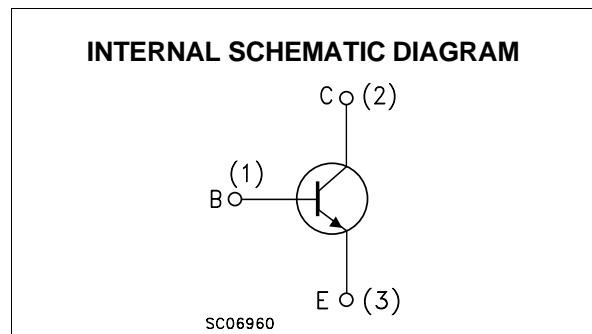 INTERNAL SCHEMATIC DIAGRAM
C (2)
(1)
B
E (3)
SC06960